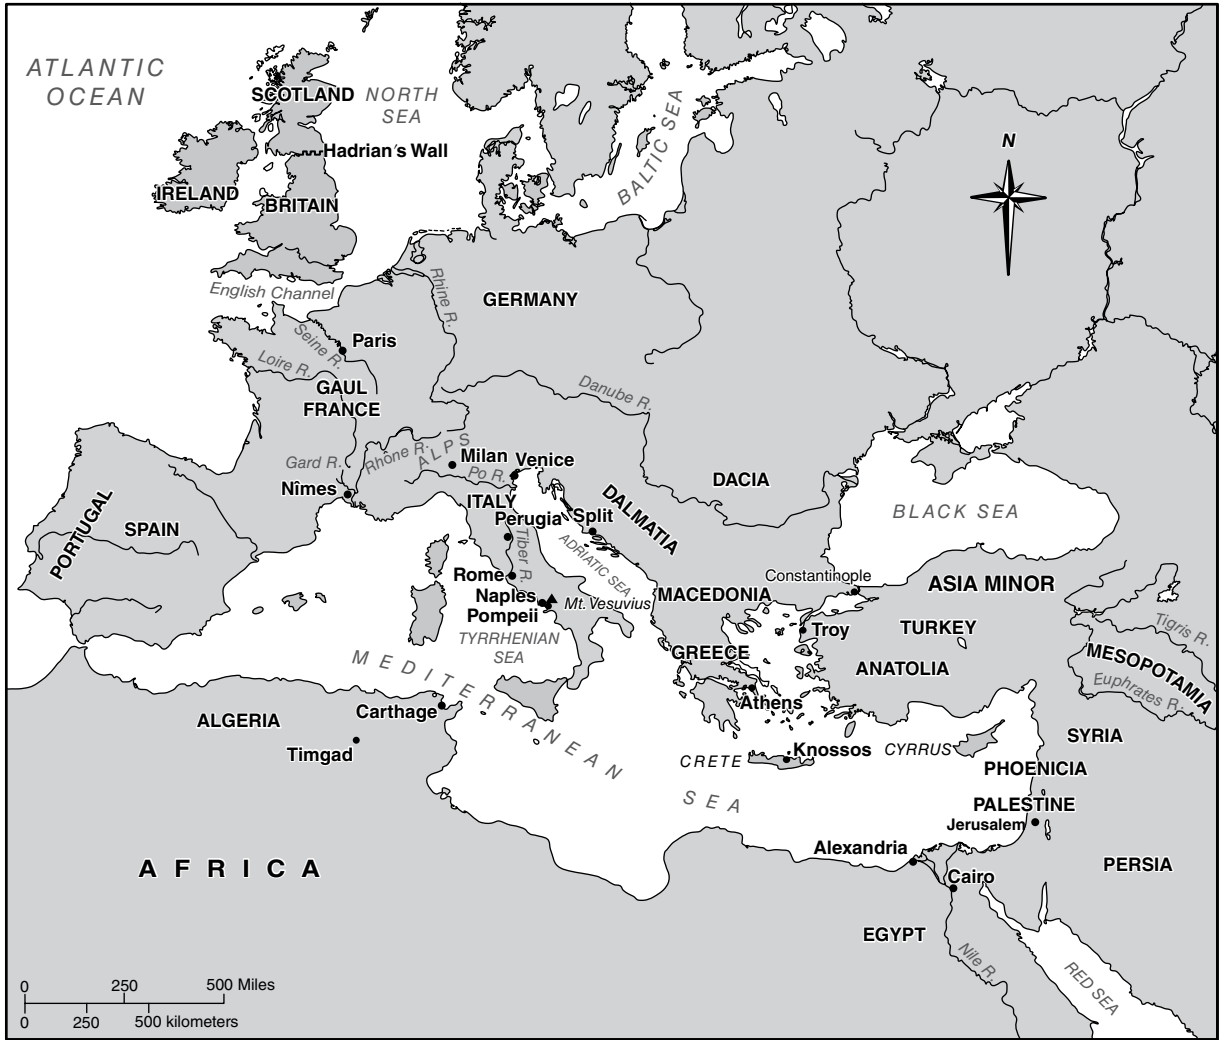 ATLANTIC
OCEAN
SCOTLAND
NORTH
SEA
Hadrian's Wall
IRELAND
BRITAIN
BALTIC SEA
N
English Channel
Rhine R.
GERMANY
Seine R.
Paris
Loire R.
GAUL
FRANCE
Danube R.
Gard R.
Rhône R.
ALPS
Milan
Venice
Po R.
Nîmes
ITALY
DACIA
PORTUGAL
SPAIN
Perugia
Split
DALMATIA
BLACK SEA
Tiber R.
ADRIATIC SEA
Rome
Naples
Pompeii
Mt. Vesuvius
MACEDONIA
Constantinople
ASIA MINOR
TYRRHENIAN
SEA
Troy
TURKEY
Tigris R.
GREECE
ANATOLIA
MESOPOTAMIA
Euphrates R.
MEDITERRANEAN
SEA
Athens
ALGERIA
Carthage
Timgad
CRETE
Knossos
CYRRUS
SYRIA
PHOENICIA
PALESTINE
Jerusalem
Alexandria
AFRICA
PERSIA
Cairo
EGYPT
Nile R.
RED SEA
0 250 500 Miles
0 250 500 kilometers